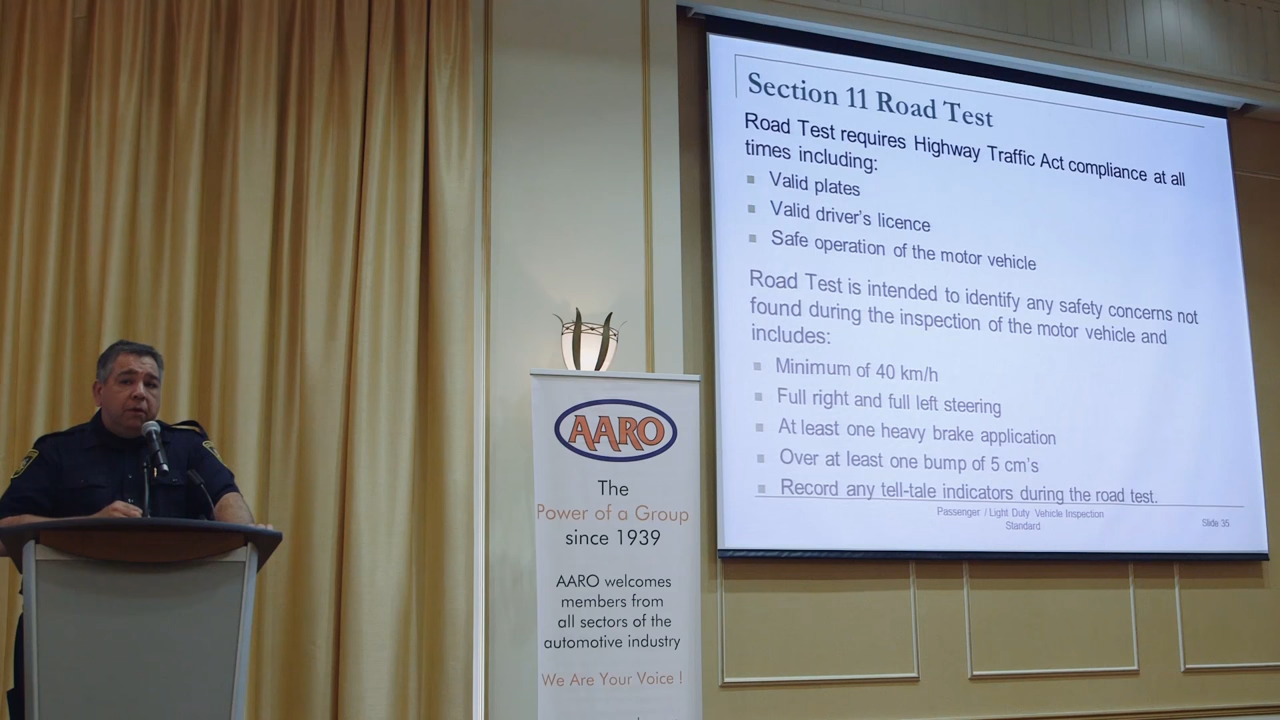 Section 11 Road Test
Road Test requires Highway Traffic Act compliance at all
times including:
Valid plates
Valid driver's licence
Safe operation of the motor vehicle
Road Test is intended to identify any safety concerns not
found during the inspection of the motor vehicle and
includes:
Minimum of 40 km/h
Full right and full left steering
At least one heavy brake application
Over at least one bump of 5 cm's
Record any tell-tale indicators during the road test.
Passenger / Light Duty Vehicle Inspection
Standard
Slide 35
AARO
The
Power of a Group
since 1939
AARO welcomes
members from
all sectors of the
automotive industry
We Are Your Voice !